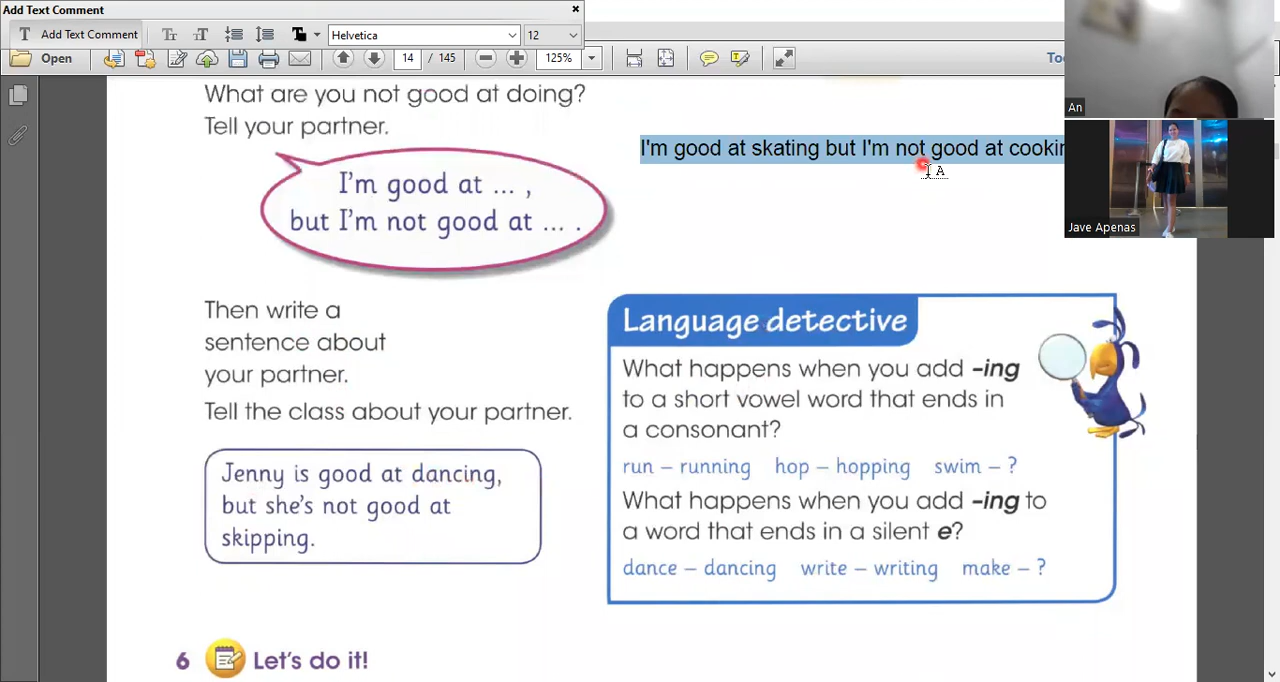 Add Text Comment
Add Text Comment
Helvetica
12
Open
14 / 145
125%
An
Jave Apenas
What are you not good at doing?
Tell your partner.
I'm good at skating but I'm not good at
I'm good at ... ,
but I'm not good at ... .
Then write a
sentence about
your partner.
Tell the class about your partner.
Jenny is good at dancing,
but she's not good at
skipping.
Language detective
What happens when you add -ing
to a short vowel word that ends in
a consonant?
run – running hop – hopping swim – ?
What happens when you add -ing to
a word that ends in a silent e?
dance – dancing write – writing make – ?
6 Let's do it!